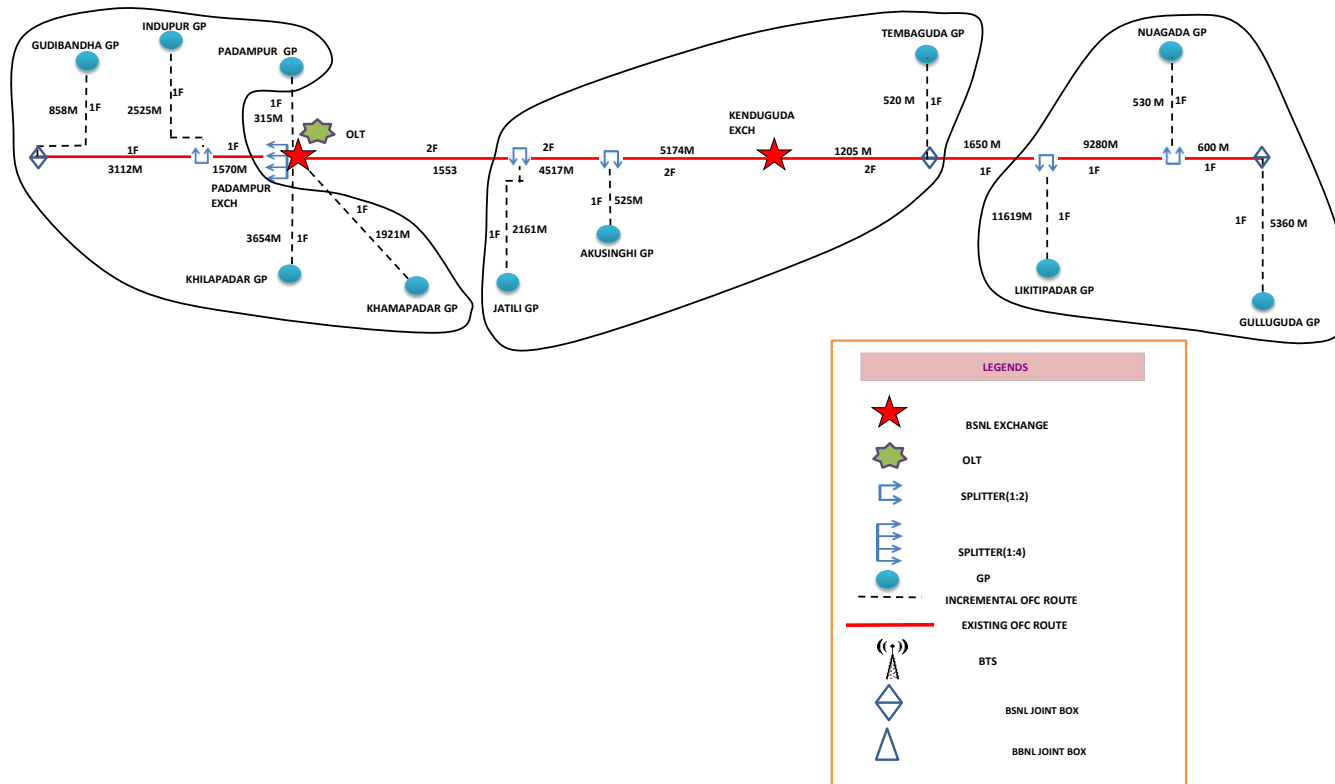 INDUPUR GP
GUDIBANDHA GP
PADAMPUR GP
TEMBAGUDA GP
NUAGADA GP
858M
1F
2525M
1F
1F
315M
OLT
KENDUGUDA
EXCH
520 M
1F
530 M
1F
1F
3112M
1F
1570M
PADAMPUR
EXCH
2F
1553
2F
4517M
5174M
2F
1205 M
2F
1650 M
1F
9280M
1F
600 M
1F
3654M
1F
1F
1921M
1F
2161M
1F
525M
11619M
1F
1F
5360 M
KHILAPADAR GP
KHAMAPADAR GP
JATILI GP
AKUSINGHI GP
LIKITIPADAR GP
GULLUGUDA GP
LEGENDS
BSNL EXCHANGE
OLT
SPLITTER(1:2)
SPLITTER(1:4)
GP
INCREMENTAL OFC ROUTE
EXISTING OFC ROUTE
BTS
BSNL JOINT BOX
BBNL JOINT BOX